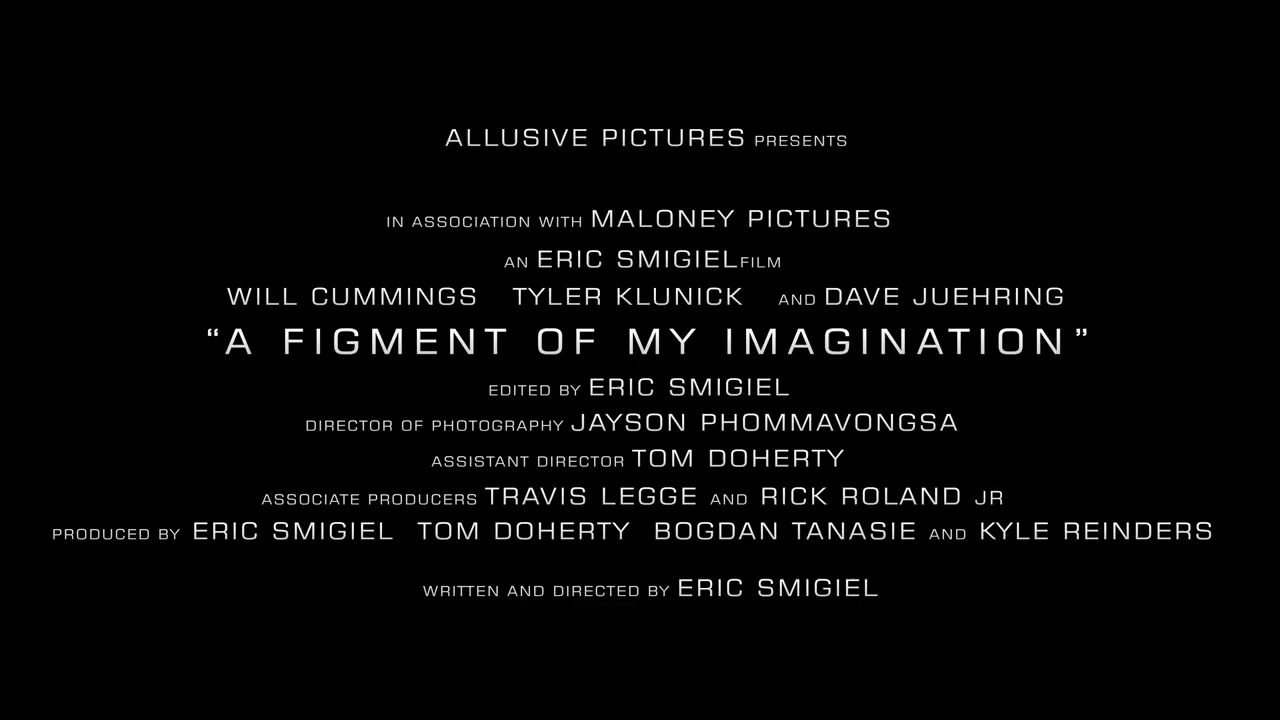 ALLUSIVE PICTURES PRESENTS
IN ASSOCIATION WITH MALONEY PICTURES
AN ERIC SMIGIEL FILM
WILL CUMMINGS TYLER KLUNICK AND DAVE JUEHRING
“A FIGMENT OF MY IMAGINATION”
EDITED BY ERIC SMIGIEL
DIRECTOR OF PHOTOGRAPHY JAYSON PHOMMAVONGSA
ASSISTANT DIRECTOR TOM DOHERTY
ASSOCIATE PRODUCERS TRAVIS LEGGE AND RICK ROLAND JR
PRODUCED BY ERIC SMIGIEL TOM DOHERTY BOGDAN TANASIE AND KYLE REINDERS
WRITTEN AND DIRECTED BY ERIC SMIGIEL